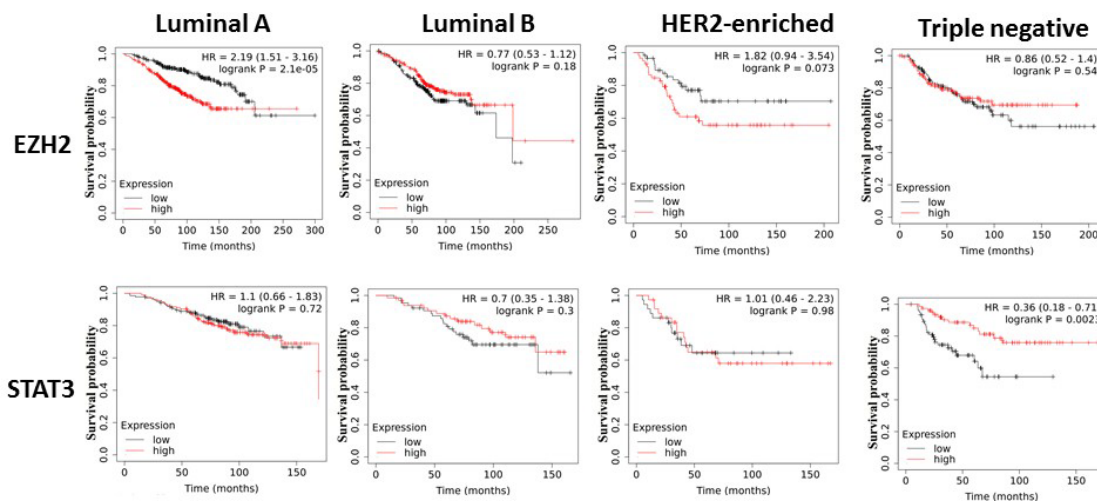 Luminal A Luminal B HER2-enriched Triple negative
EZH2
Survival probability
0.0 0.2 0.4 0.6 0.8 1.0
HR = 2.19 (1.51 - 3.16)
logrank P = 2.1e-05
Expression
low
high
0 50 100 150 200 250 300
Time (months)
Survival probability
0.0 0.2 0.4 0.6 0.8 1.0
HR = 0.77 (0.53 - 1.12)
logrank P = 0.18
Expression
low
high
0 50 100 150 200 250
Time (months)
Survival probability
0.0 0.2 0.4 0.6 0.8 1.0
HR = 1.82 (0.94 - 3.54)
logrank P = 0.073
Expression
low
high
0 50 100 150 200
Time (months)
Survival probability
0.0 0.2 0.4 0.6 0.8 1.0
HR = 0.86 (0.52 - 1.4)
logrank P = 0.54
Expression
low
high
0 50 100 150 200
Time (months)
STAT3
Survival probability
0.0 0.2 0.4 0.6 0.8 1.0
HR = 1.1 (0.66 - 1.83)
logrank P = 0.72
Expression
low
high
0 50 100 150
Time (months)
Survival probability
0.0 0.2 0.4 0.6 0.8 1.0
HR = 0.7 (0.35 - 1.38)
logrank P = 0.3
Expression
low
high
0 50 100 150
Time (months)
Survival probability
0.0 0.2 0.4 0.6 0.8 1.0
HR = 1.01 (0.46 - 2.23)
logrank P = 0.98
Expression
low
high
0 50 100 150
Time (months)
Survival probability
0.0 0.2 0.4 0.6 0.8 1.0
HR = 0.36 (0.18 - 0.71
logrank P = 0.0023
Expression
low
high
0 50 100 150
Time (months)